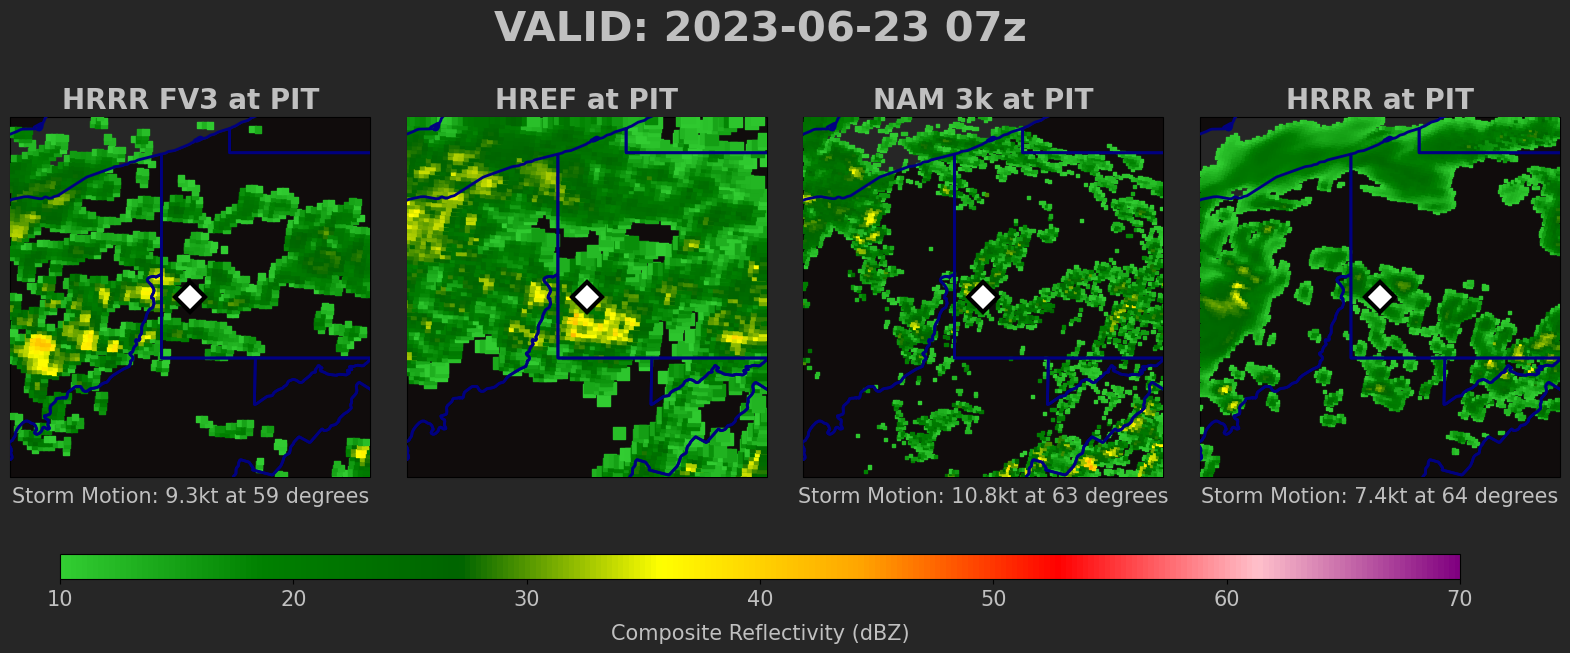 VALID: 2023-06-23 07z
HRRR FV3 at PIT
HREF at PIT
NAM 3k at PIT
HRRR at PIT
Storm Motion: 9.3kt at 59 degrees
Storm Motion: 10.8kt at 63 degrees
Storm Motion: 7.4kt at 64 degrees
10 20 30 40 50 60 70
Composite Reflectivity (dBZ)